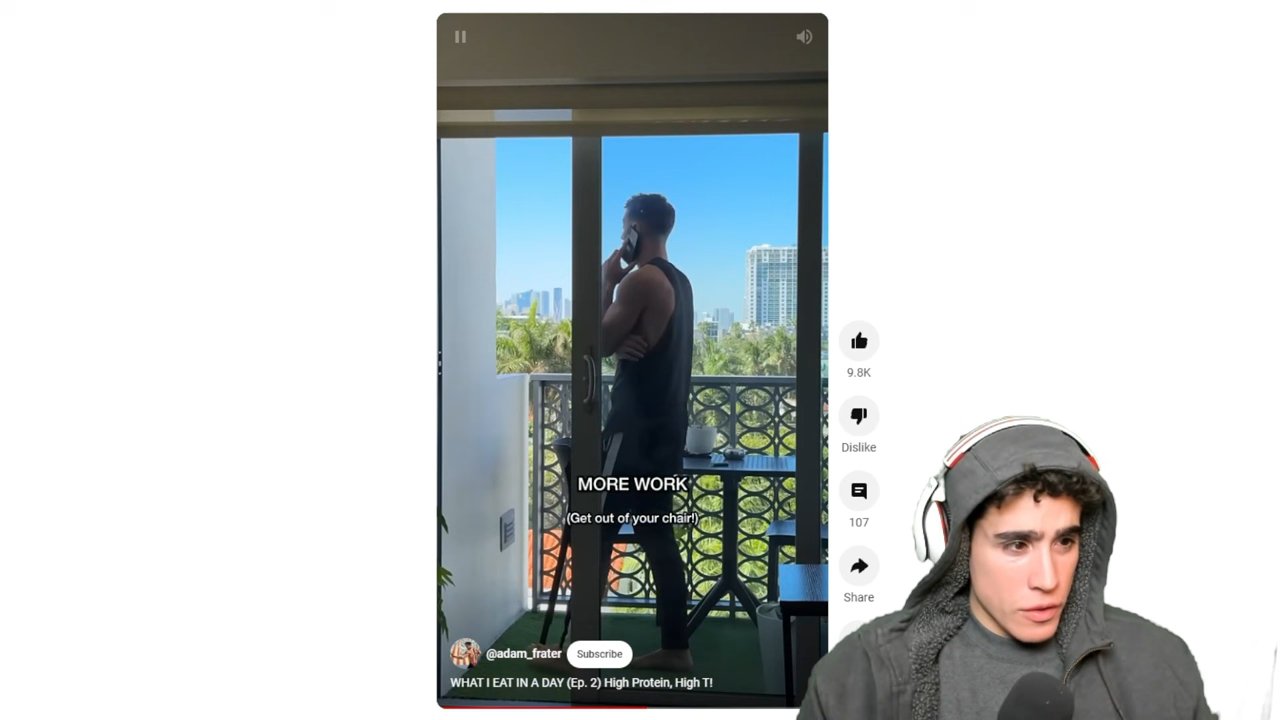 9.8K
Dislike
107
Share
MORE WORK
(Get out of your chair!)
@adam_frater Subscribe
WHAT I EAT IN A DAY (Ep. 2) High Protein, High T!